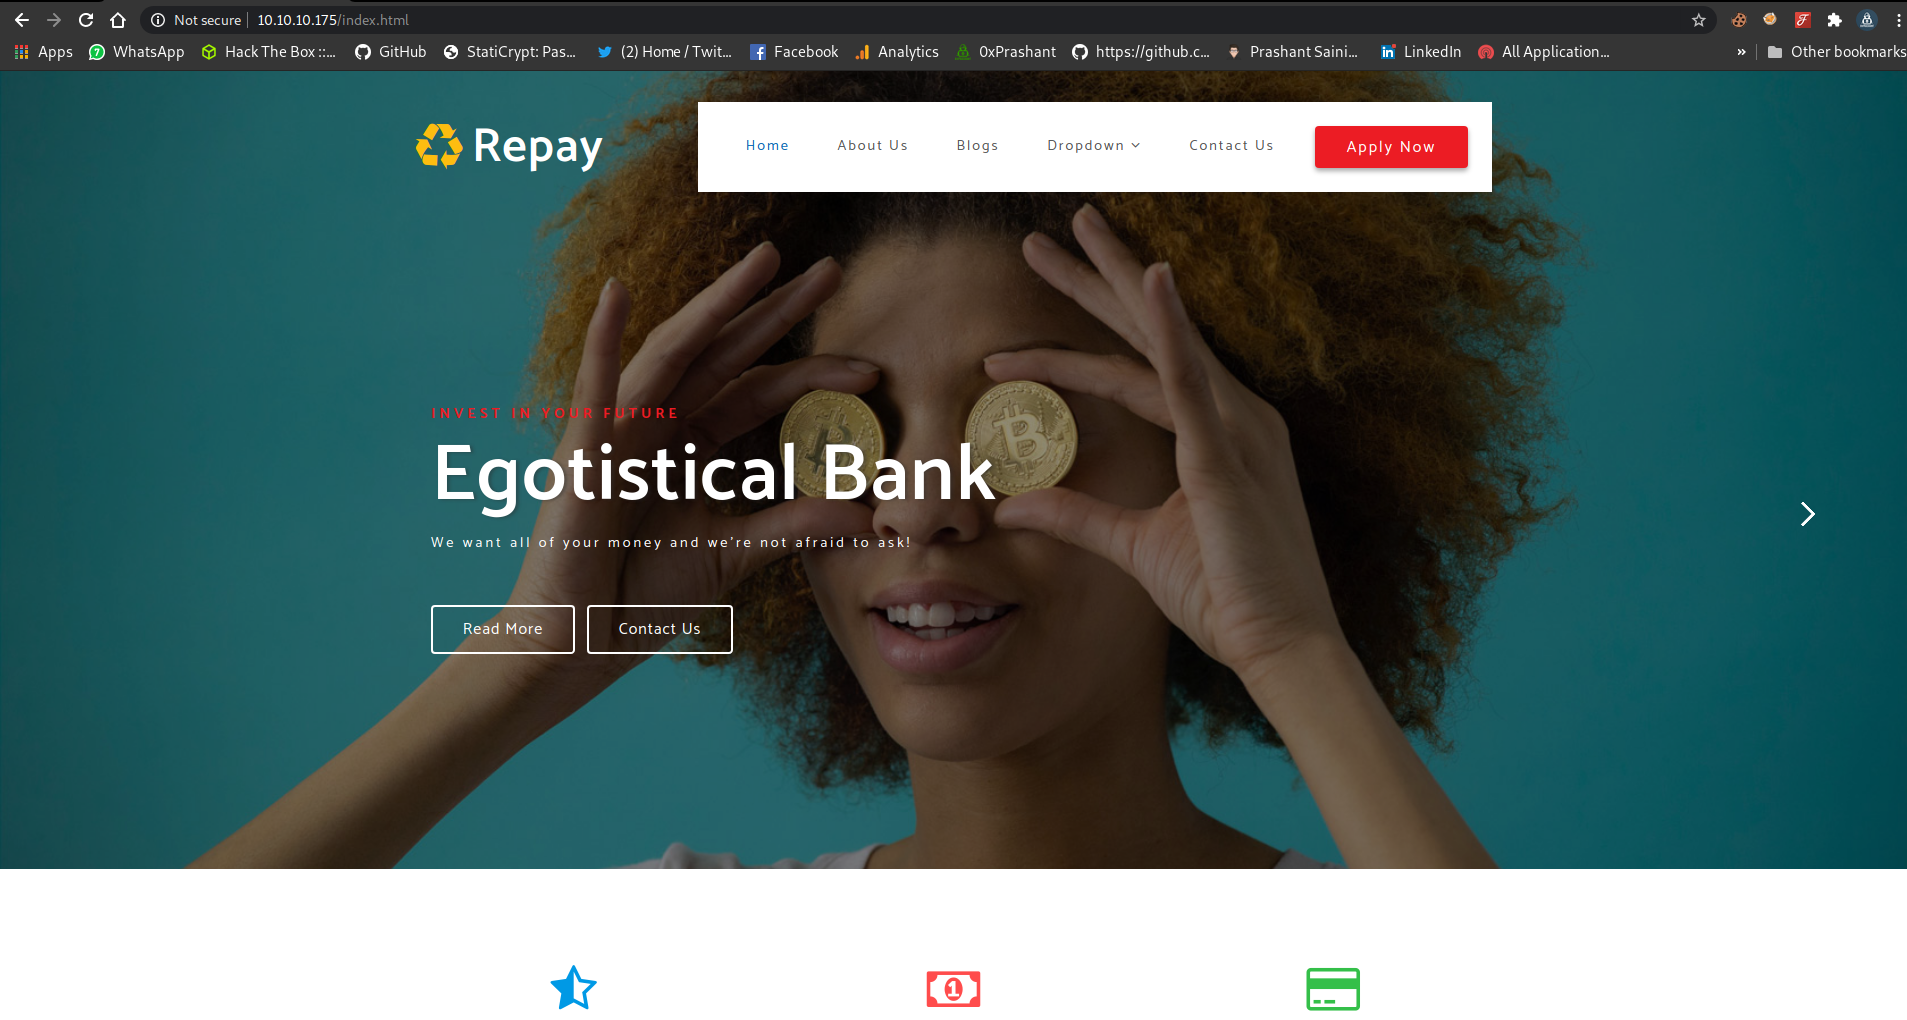 Not secure 10.10.10.175/index.html
Apps WhatsApp Hack The Box ::... GitHub StatiCrypt: Pas... (2) Home / Twit... Facebook Analytics 0xPrashant https://github.c... Prashant Saini... LinkedIn All Application... » Other bookmarks
Repay
Home About Us Blogs Dropdown Contact Us Apply Now
INVEST IN YOUR FUTURE
Egotistical Bank
We want all of your money and we're not afraid to ask!
Read More Contact Us
1